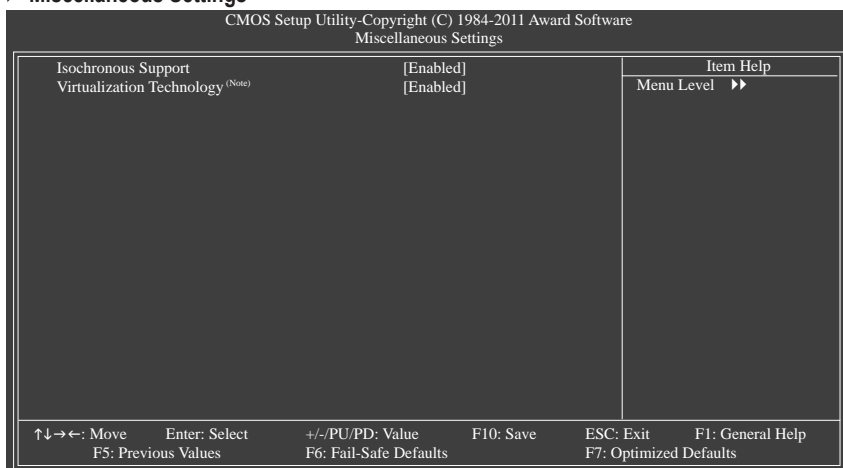 Miscellaneous Settings
CMOS Setup Utility-Copyright (C) 1984-2011 Award Software
Miscellaneous Settings
Isochronous Support [Enabled]
Virtualization Technology (Note) [Enabled]
Item Help
Menu Level ▶▶
↑↓→←: Move Enter: Select +/-/PU/PD: Value F10: Save ESC: Exit F1: General Help
F5: Previous Values F6: Fail-Safe Defaults F7: Optimized Defaults